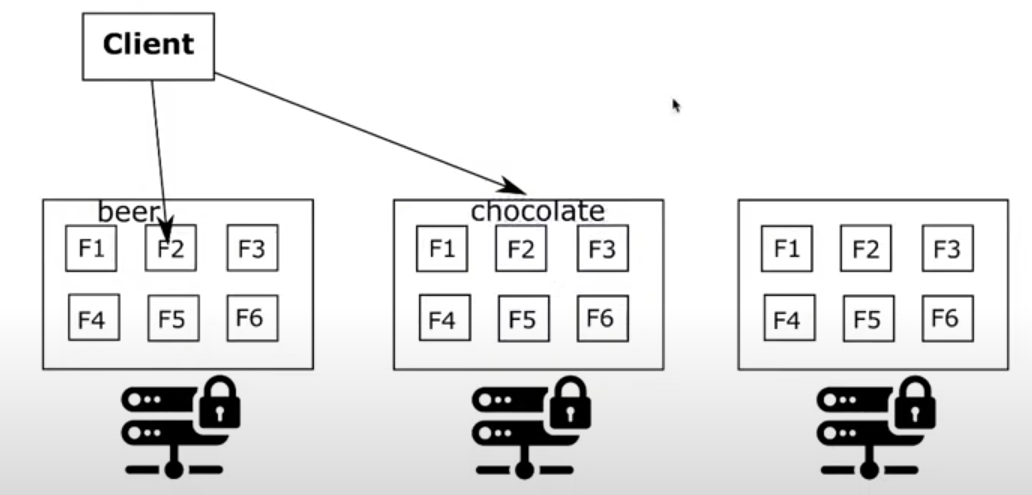 Client
beer
chocolate
F1 F2 F3
F4 F5 F6
F1 F2 F3
F4 F5 F6
F1 F2 F3
F4 F5 F6